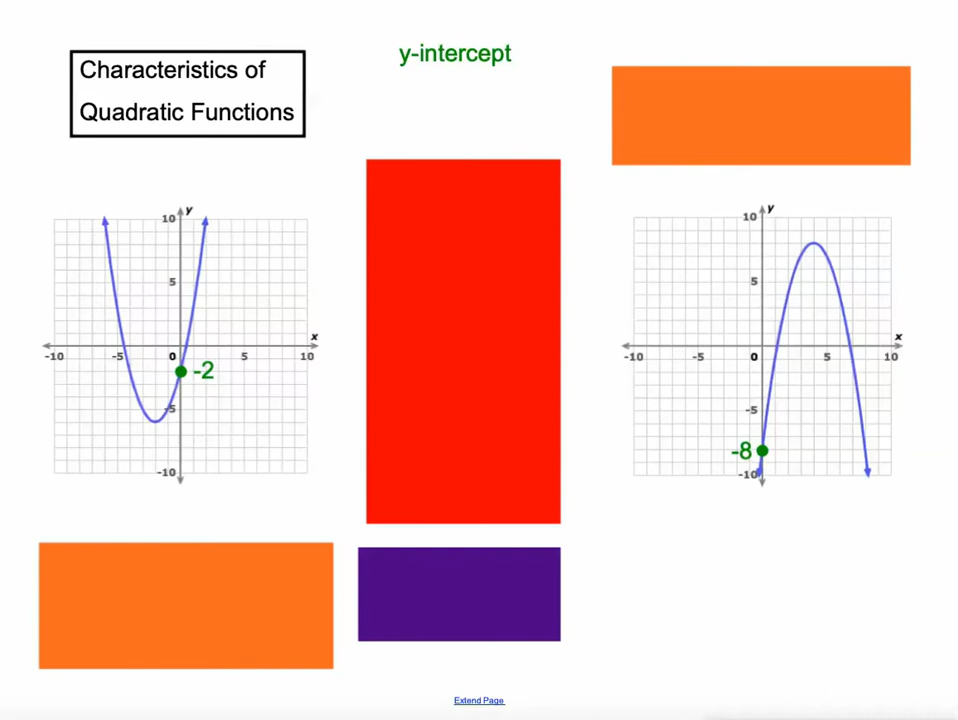 y-intercept
Characteristics of
Quadratic Functions
y
10
5
x
-10 -5 0 5 10
-2
-5
-10
y
10
5
x
-10 -5 0 5 10
-5
-8
-10
Extend Page